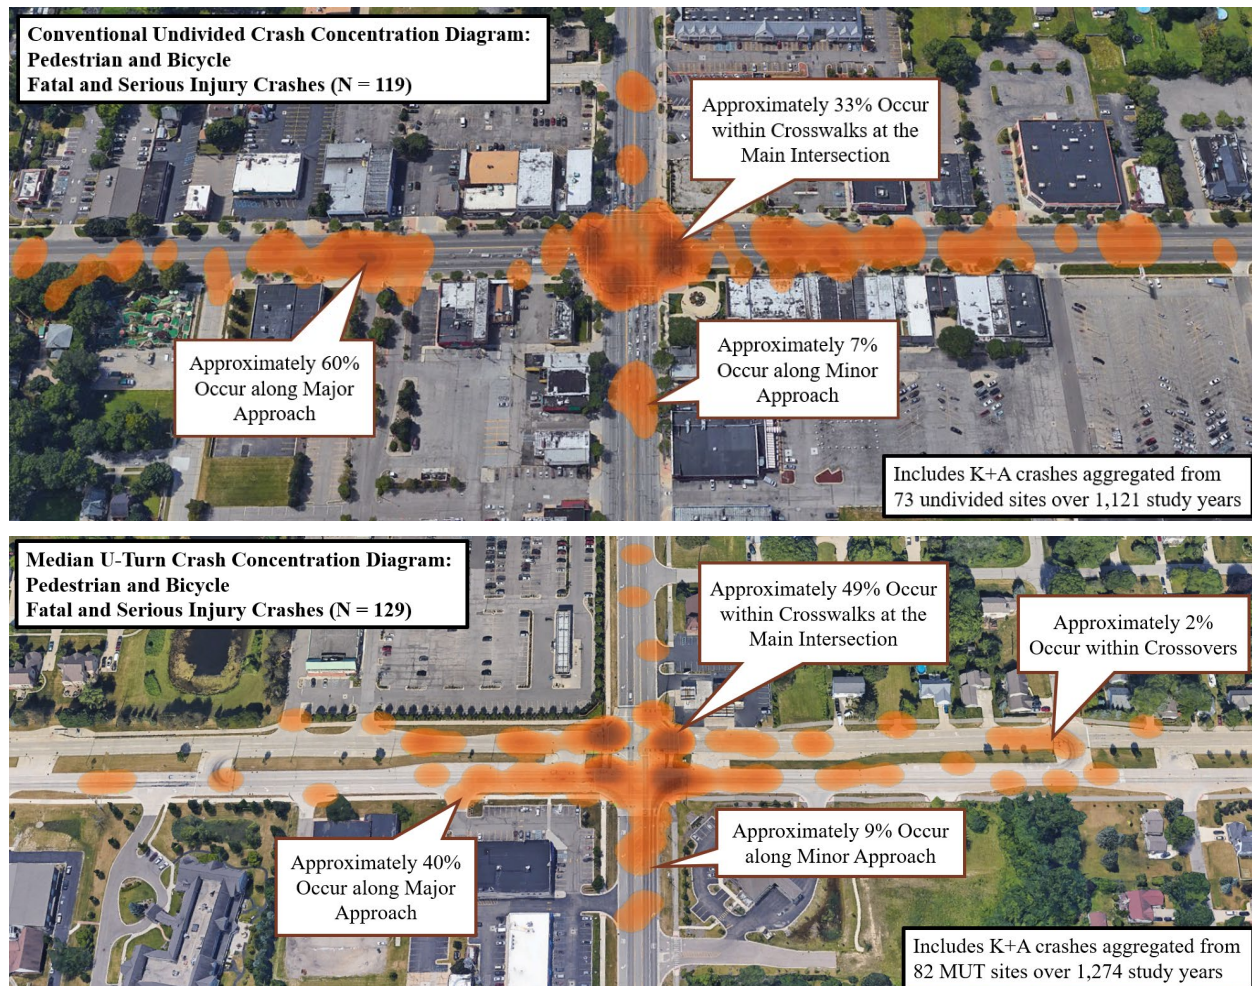 Conventional Undivided Crash Concentration Diagram:
Pedestrian and Bicycle
Fatal and Serious Injury Crashes (N = 119)
Approximately 33% Occur
within Crosswalks at the
Main Intersection
Approximately 60%
Occur along Major
Approach
Approximately 7%
Occur along Minor
Approach
Includes K+A crashes aggregated from
73 undivided sites over 1,121 study years
Median U-Turn Crash Concentration Diagram:
Pedestrian and Bicycle
Fatal and Serious Injury Crashes (N = 129)
Approximately 49% Occur
within Crosswalks at the
Main Intersection
Approximately 2%
Occur within Crossovers
Approximately 40%
Occur along Major
Approach
Approximately 9% Occur
along Minor Approach
Includes K+A crashes aggregated from
82 MUT sites over 1,274 study years